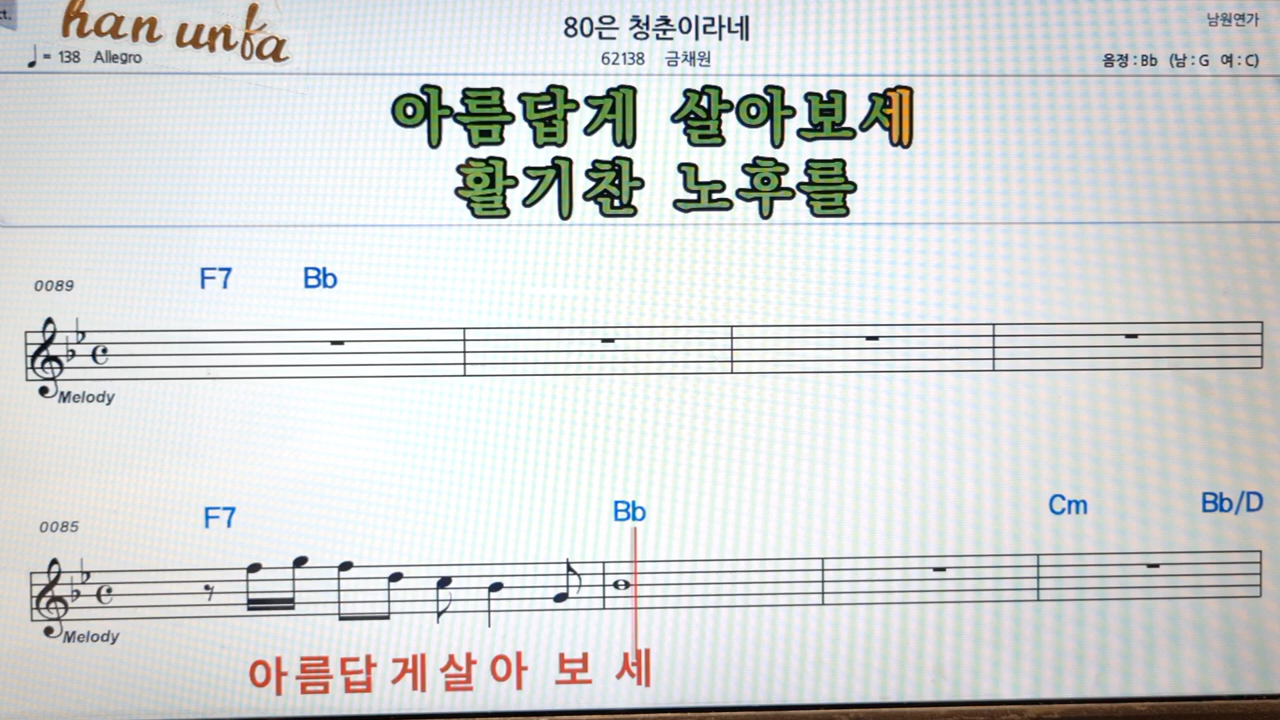 ct.
han unfa
80은 청춘이라네
남원연가
♩= 138 Allegro
62138 금채원
음정 : Bb (남 : G 여 : C)
아름답게 살아보세
활기찬 노후를
0089 F7 Bb
Melody
0085 F7 Bb Cm Bb/D
Melody
아름답게살아 보 세